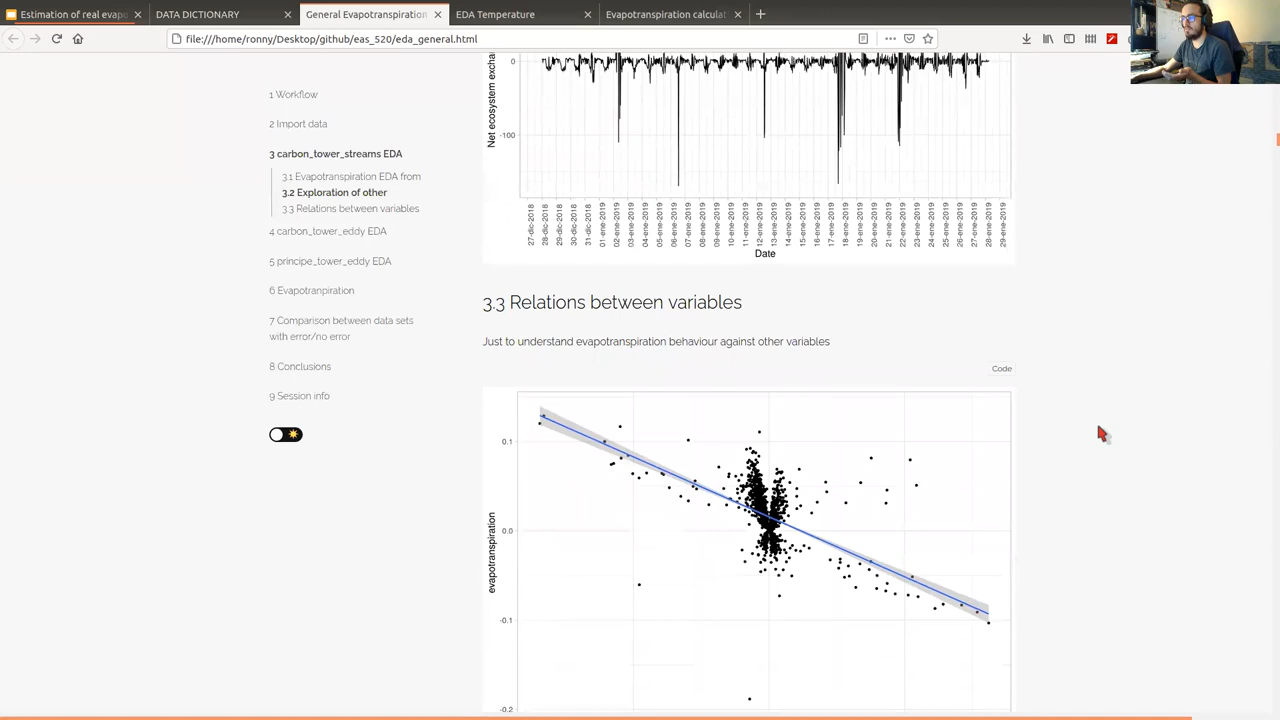 Estimation of real evapo
DATA DICTIONARY
General Evapotranspiration
EDA Temperature
Evapotranspiration calculat
file:///home/ronny/Desktop/github/eas_520/eda_general.html
1 Workflow
2 Import data
3 carbon_tower_streams EDA
3.1 Evapotranspiration EDA from
3.2 Exploration of other
3.3 Relations between variables
4 carbon_tower_eddy EDA
5 principe_tower_eddy EDA
6 Evapotranpiration
7 Comparison between data sets
with error/no error
8 Conclusions
9 Session info
Net ecosystem exchan
0
-100
27-dic-2018
28-dic-2018
29-dic-2018
30-dic-2018
31-dic-2018
01-ene-2019
02-ene-2019
03-ene-2019
04-ene-2019
05-ene-2019
06-ene-2019
07-ene-2019
08-ene-2019
09-ene-2019
10-ene-2019
11-ene-2019
12-ene-2019
13-ene-2019
14-ene-2019
15-ene-2019
16-ene-2019
17-ene-2019
18-ene-2019
19-ene-2019
20-ene-2019
21-ene-2019
22-ene-2019
23-ene-2019
24-ene-2019
25-ene-2019
26-ene-2019
27-ene-2019
28-ene-2019
29-ene-2019
Date
3.3 Relations between variables
Just to understand evapotranspiration behaviour against other variables
Code
evapotranspiration
0.1
0.0
-0.1
-0.2